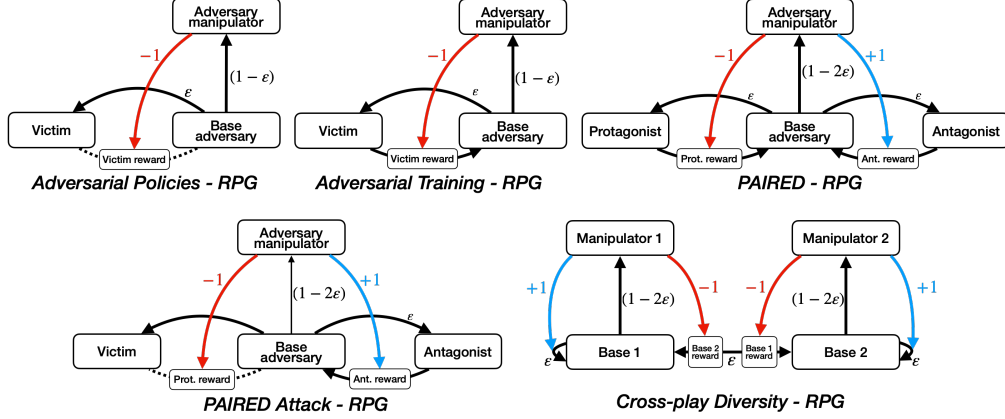 Adversary
manipulator
−1
(1 − ε)
ε
Victim
Base
adversary
Victim reward
Adversarial Policies - RPG
Adversary
manipulator
−1
(1 − ε)
ε
Victim
Base
adversary
Victim reward
Adversarial Training - RPG
Adversary
manipulator
−1
+1
(1 − 2ε)
ε
ε
Protagonist
Base
adversary
Antagonist
Prot. reward
Ant. reward
PAIRED - RPG
Adversary
manipulator
−1
+1
(1 − 2ε)
ε
Victim
Base
adversary
Antagonist
Prot. reward
Ant. reward
PAIRED Attack - RPG
Manipulator 1
Manipulator 2
+1
−1
−1
+1
(1 − 2ε)
(1 − 2ε)
Base 1
Base 2
reward
Base 1
reward
Base 2
ε
ε
ε
Cross-play Diversity - RPG